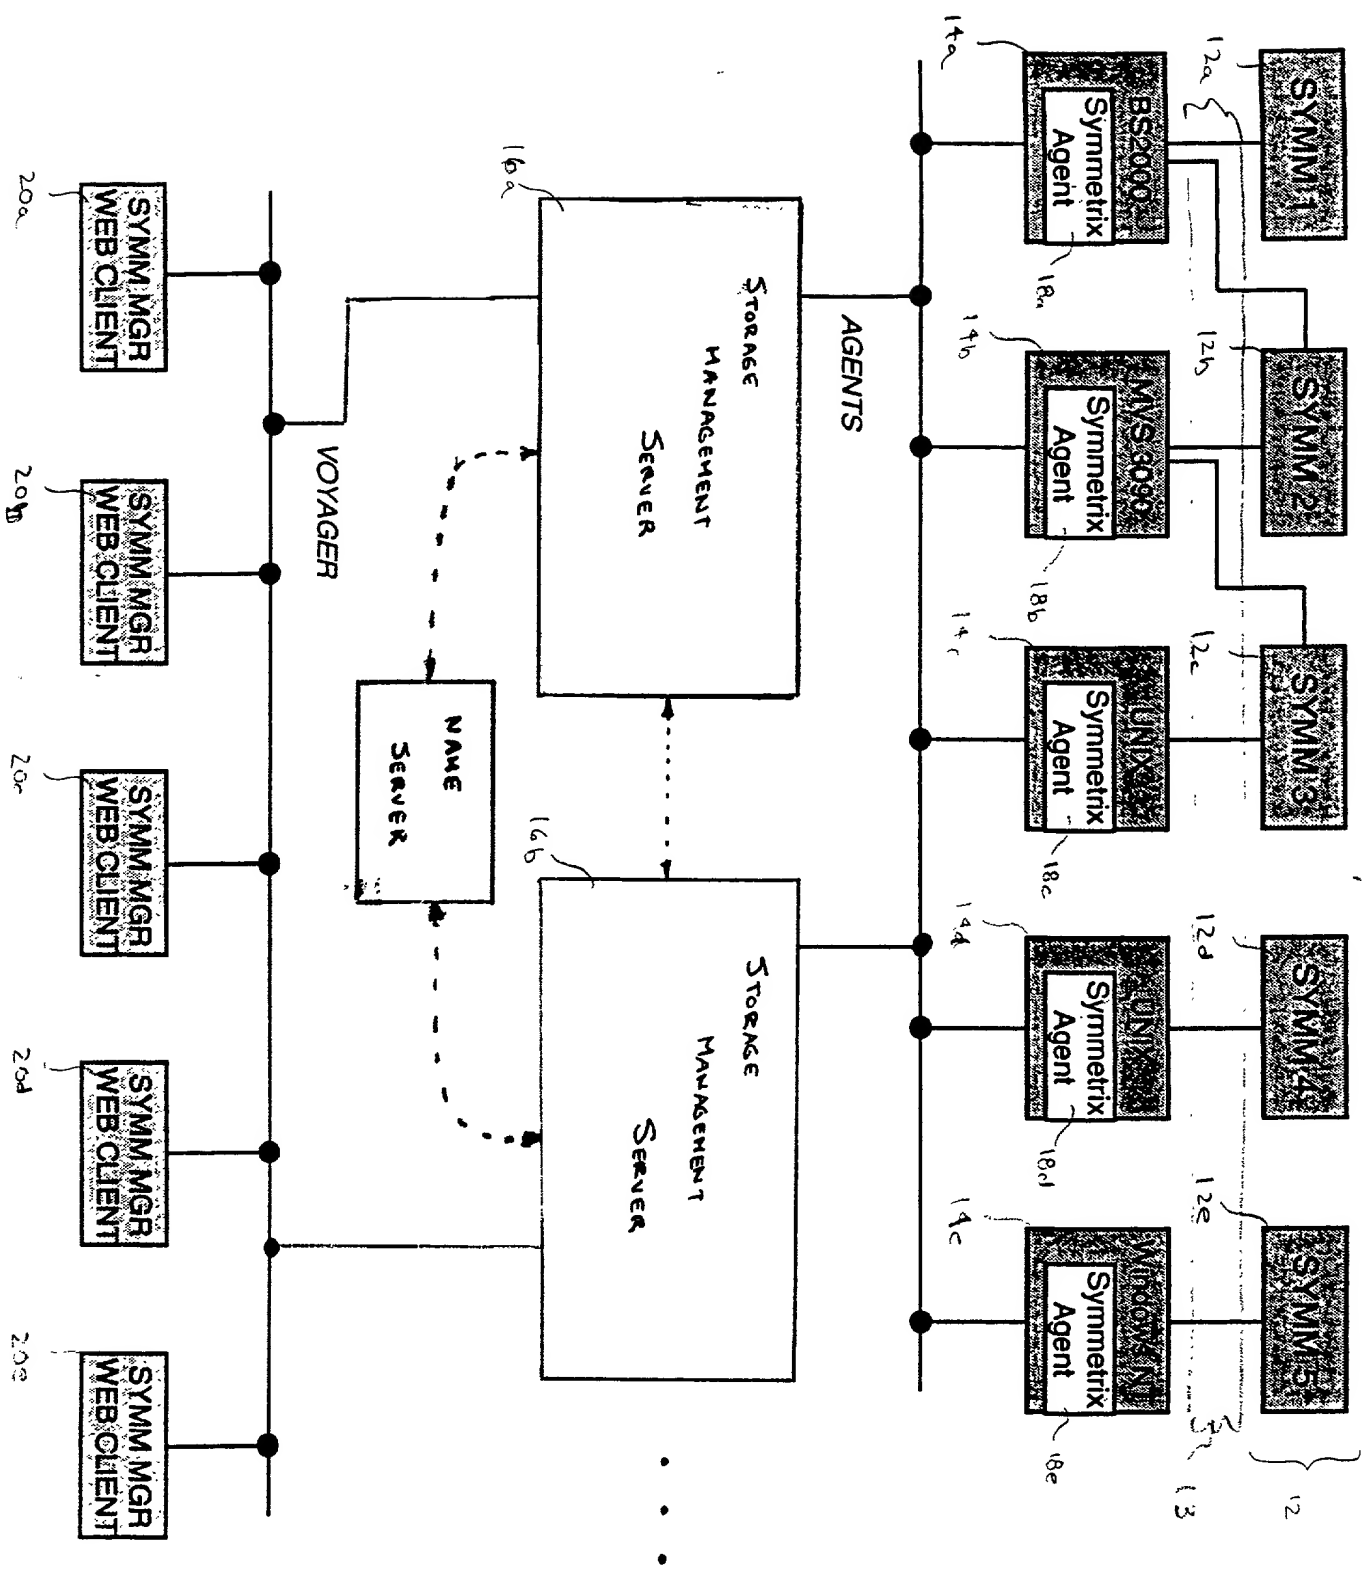 SYMM 1
SYMM 2
SYMM 3
SYMM 4
SYMM 5
12a
12b
12c
12d
12e
12
13
BS2000
Symmetrix
Agent
MVS 3090
Symmetrix
Agent
UNIX
Symmetrix
Agent
UNIX
Symmetrix
Agent
Windows NT
Symmetrix
Agent
14a
14b
14c
14d
18a
18b
18c
18d
18e
AGENTS
STORAGE
MANAGEMENT
SERVER
16a
STORAGE
MANAGEMENT
SERVER
16b
NAME
SERVER
VOYAGER
SYMM MGR
WEB CLIENT
SYMM MGR
WEB CLIENT
SYMM MGR
WEB CLIENT
SYMM MGR
WEB CLIENT
SYMM MGR
WEB CLIENT
20a
20b
20c
20d
20e